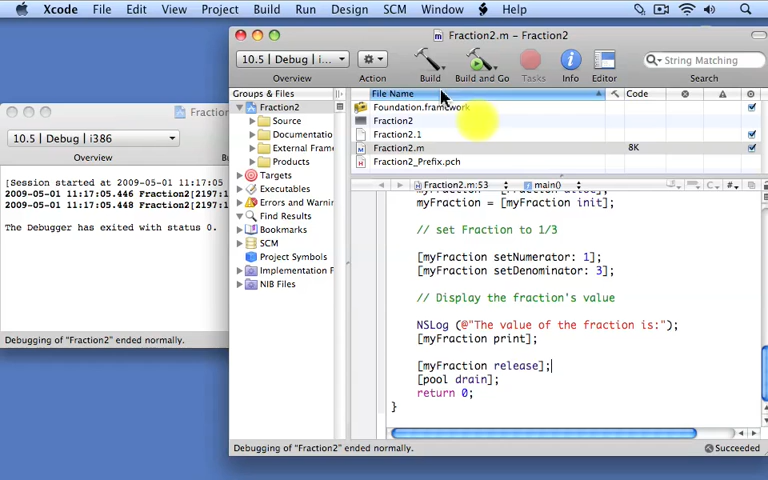 Xcode File Edit View Project Build Run Design SCM Window Help
Fraction2.m – Fraction2
10.5 | Debug | i...
String Matching
Overview Action Build Build and Go Tasks Info Editor Search
Groups & Files
Fraction2
Source
Documentatio
External Frame
Products
Targets
Executables
Errors and Warnin
Find Results
Bookmarks
SCM
Project Symbols
Implementation F
NIB Files
File Name Code
Foundation.framework
Fraction2
Fraction2.1
Fraction2.m 8K
Fraction2_Prefix.pch
Fraction2.m:53 main()
myFraction = [myFraction init];
// set Fraction to 1/3
[myFraction setNumerator: 1];
[myFraction setDenominator: 3];
// Display the fraction's value
NSLog (@"The value of the fraction is:");
[myFraction print];
[myFraction release];
[pool drain];
return 0;
}
Debugging of "Fraction2" ended normally. Succeeded
Fraction
10.5 | Debug | i386
Overview
[Session started at 2009-05-01 11:17:05
2009-05-01 11:17:05.446 Fraction2[2197:1
2009-05-01 11:17:05.448 Fraction2[2197:1
The Debugger has exited with status 0.
Debugging of "Fraction2" ended normally.